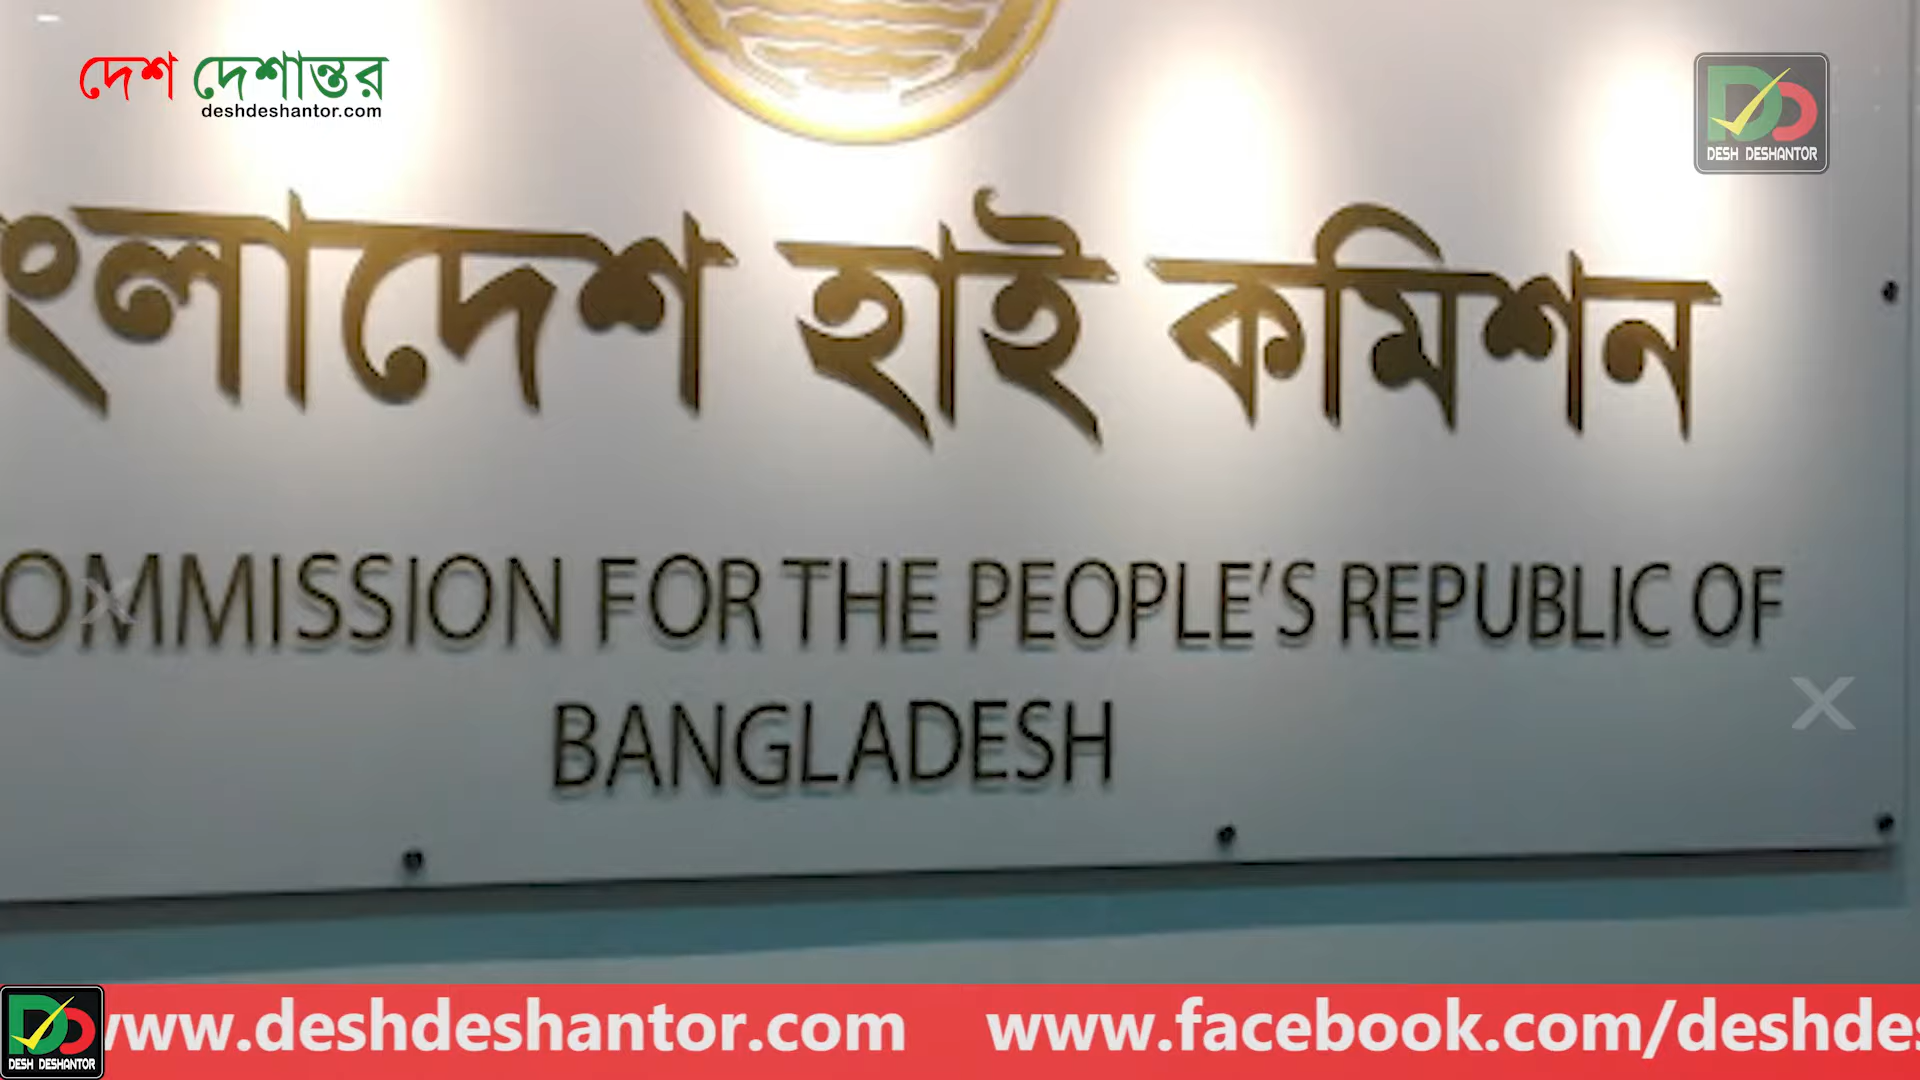 দেশ দেশান্তর
deshdeshantor.com
DESH DESHANTOR
ংলাদেশ হাই কমিশন
OMMISSION FOR THE PEOPLE'S REPUBLIC OF
BANGLADESH
www.deshdeshantor.com www.facebook.com/deshdes
DESH DESHANTOR